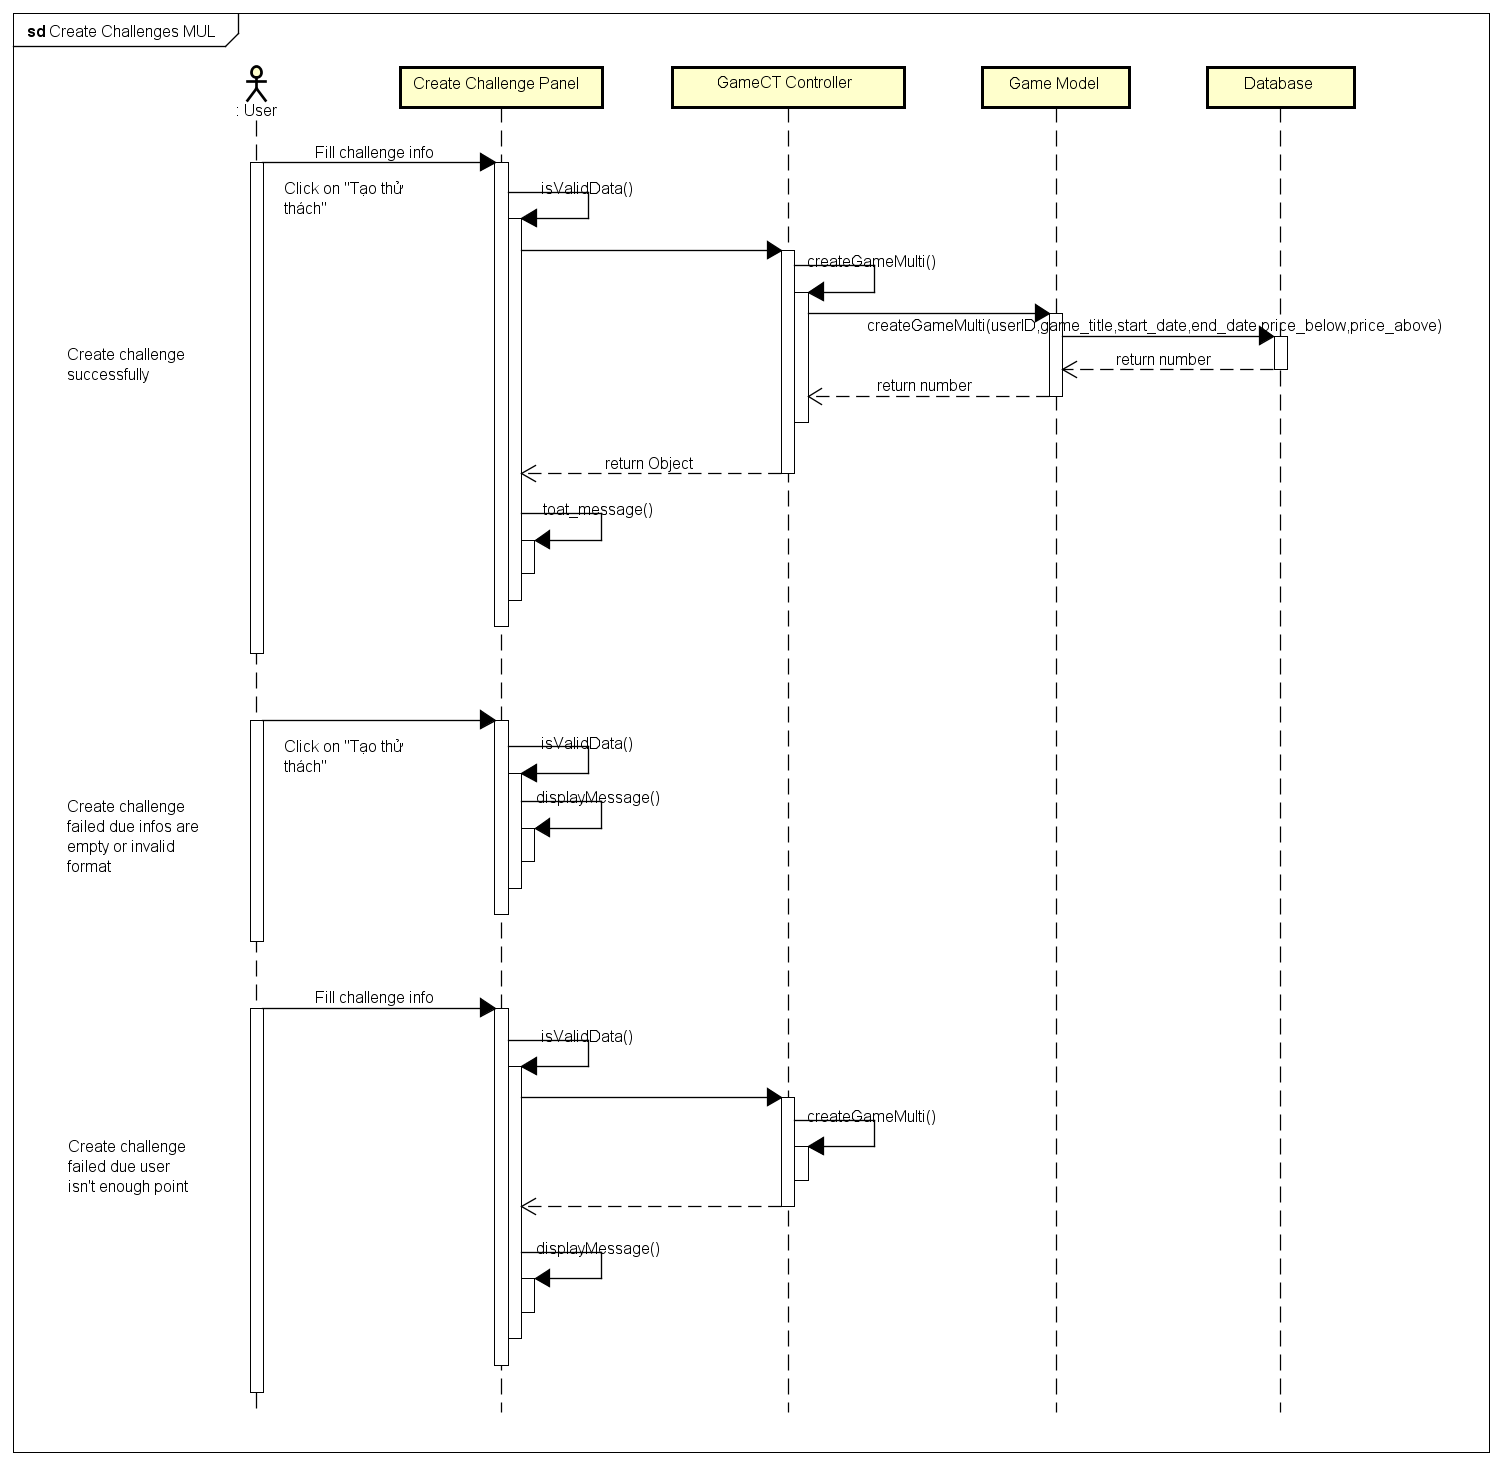 sd Create Challenges MUL
: User
Create Challenge Panel
GameCT Controller
Game Model
Database
Fill challenge info
Click on "Tạo thử
thách"
isValidData()
createGameMulti()
createGameMulti(userID,game_title,start_date,end_date,price_below,price_above)
Create challenge
successfully
return number
return number
return Object
toat_message()
Click on "Tạo thử
thách"
isValidData()
displayMessage()
Create challenge
failed due infos are
empty or invalid
format
Fill challenge info
isValidData()
createGameMulti()
Create challenge
failed due user
isn't enough point
displayMessage()